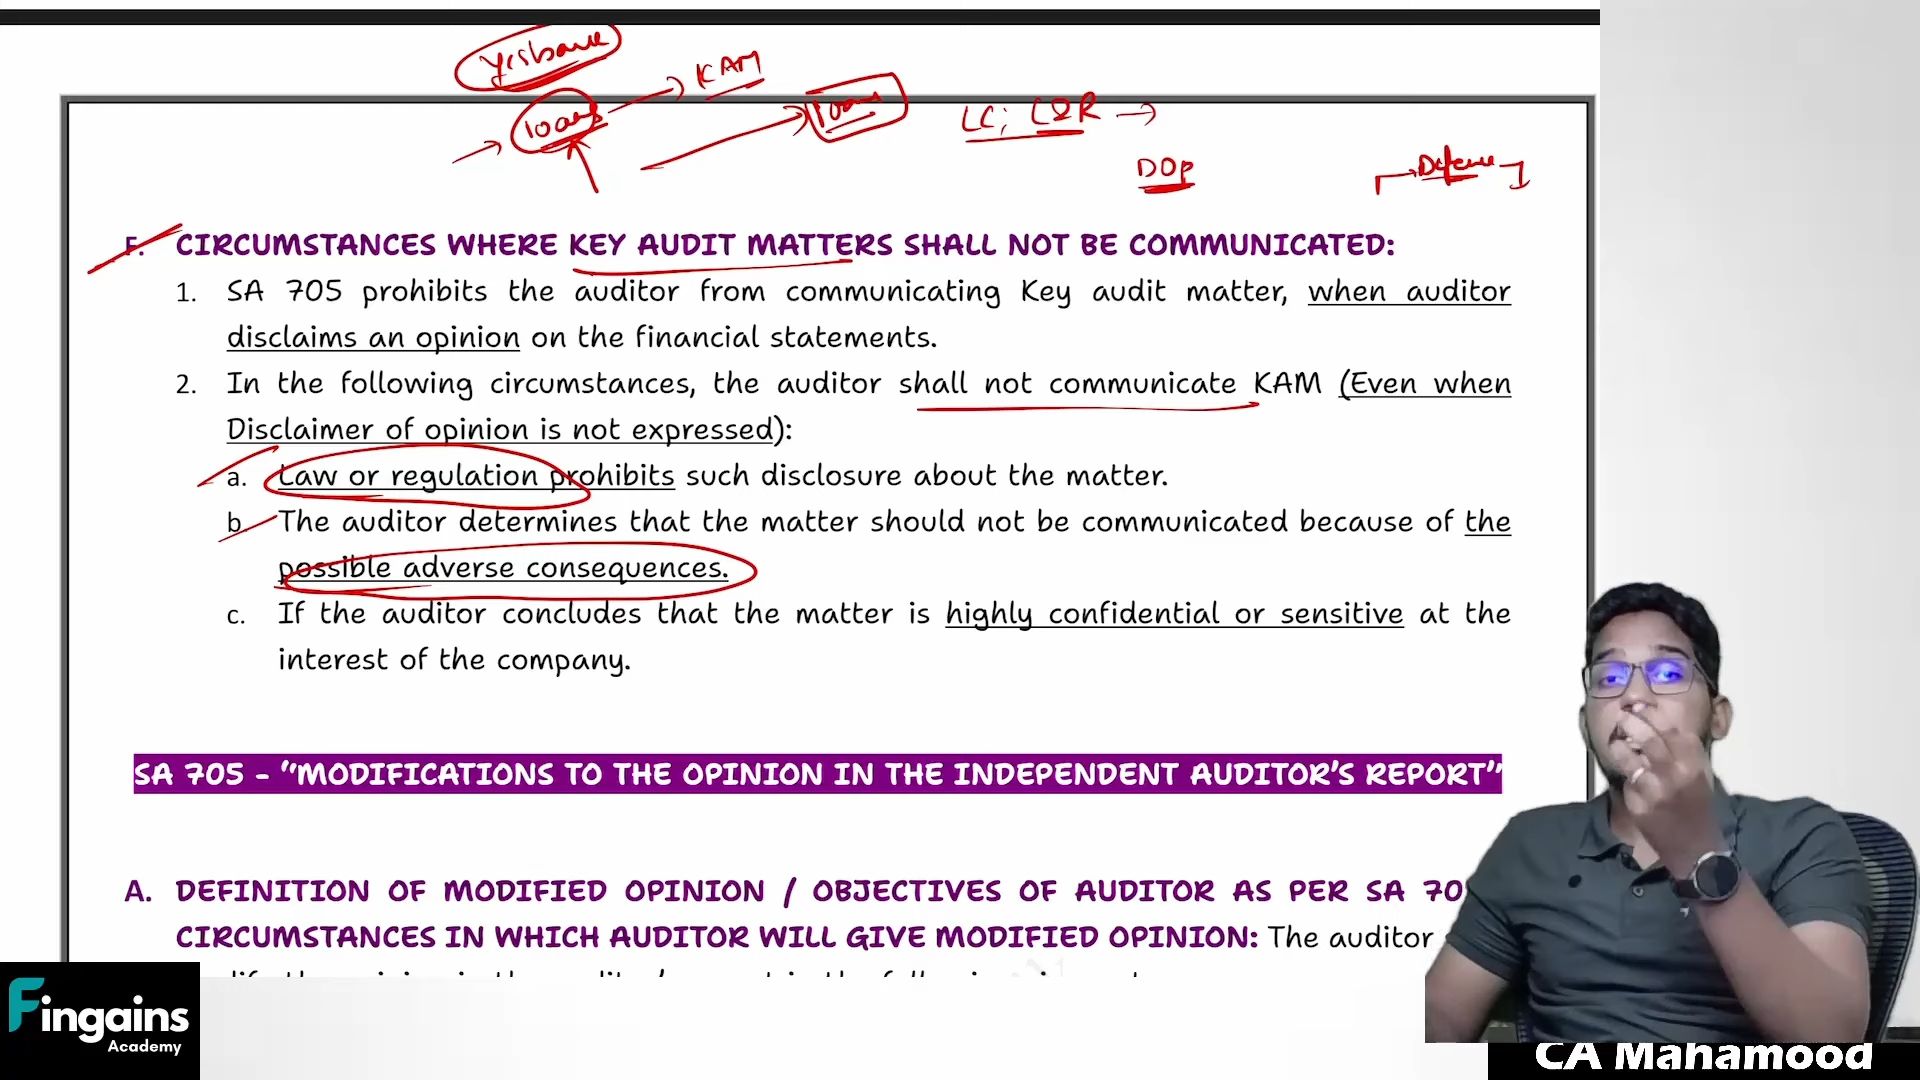 Yesbank
KAM
loans
loans
LC; L&R →
DOP
Defence
F. CIRCUMSTANCES WHERE KEY AUDIT MATTERS SHALL NOT BE COMMUNICATED:
1. SA 705 prohibits the auditor from communicating Key audit matter, when auditor
disclaims an opinion on the financial statements.
2. In the following circumstances, the auditor shall not communicate KAM (Even when
Disclaimer of opinion is not expressed):
a. Law or regulation prohibits such disclosure about the matter.
b. The auditor determines that the matter should not be communicated because of the
possible adverse consequences.
c. If the auditor concludes that the matter is highly confidential or sensitive at the
interest of the company.
SA 705 - "MODIFICATIONS TO THE OPINION IN THE INDEPENDENT AUDITOR'S REPORT"
A. DEFINITION OF MODIFIED OPINION / OBJECTIVES OF AUDITOR AS PER SA 70
CIRCUMSTANCES IN WHICH AUDITOR WILL GIVE MODIFIED OPINION: The auditor
Fingains
Academy
CA Mahamood